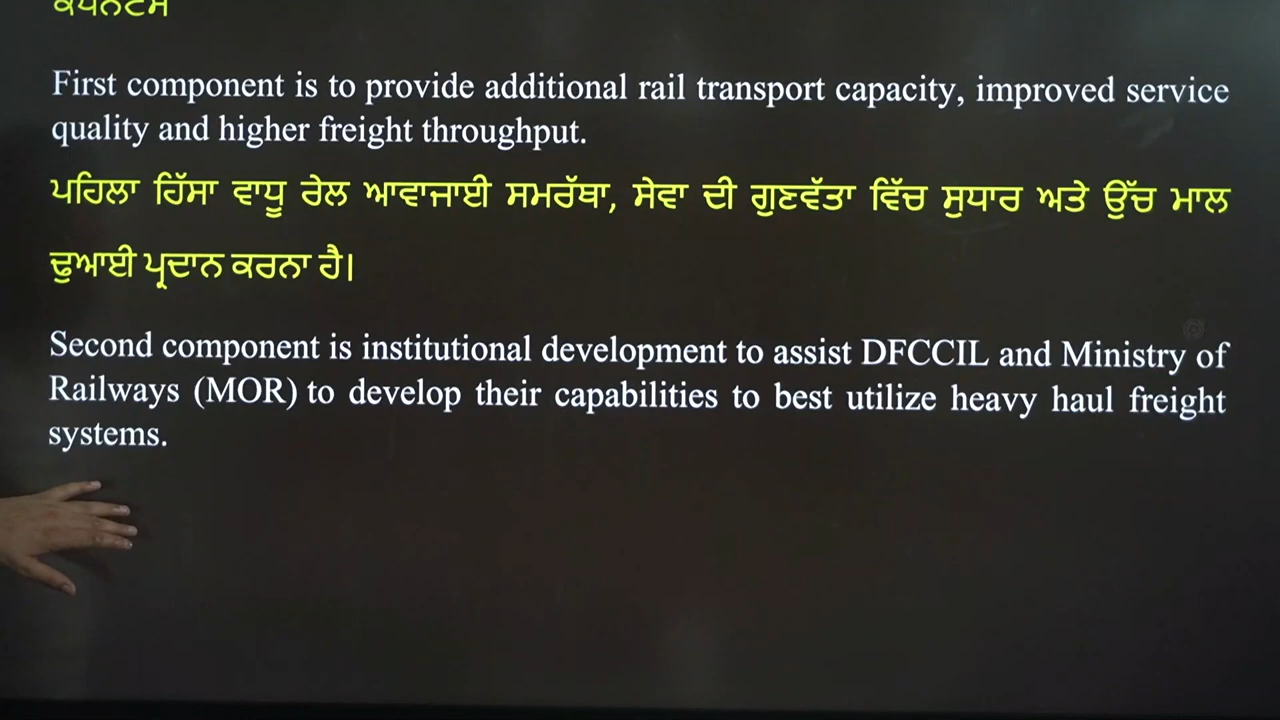 ਕੰਪੋਨੈਂਟਸ
First component is to provide additional rail transport capacity, improved service
quality and higher freight throughput.
ਪਹਿਲਾ ਹਿੱਸਾ ਵਾਧੂ ਰੇਲ ਆਵਾਜਾਈ ਸਮਰੱਥਾ, ਸੇਵਾ ਦੀ ਗੁਣਵੱਤਾ ਵਿੱਚ ਸੁਧਾਰ ਅਤੇ ਉੱਚ ਮਾਲ
ਢੁਆਈ ਪ੍ਰਦਾਨ ਕਰਨਾ ਹੈ।
Second component is institutional development to assist DFCCIL and Ministry of
Railways (MOR) to develop their capabilities to best utilize heavy haul freight
systems.